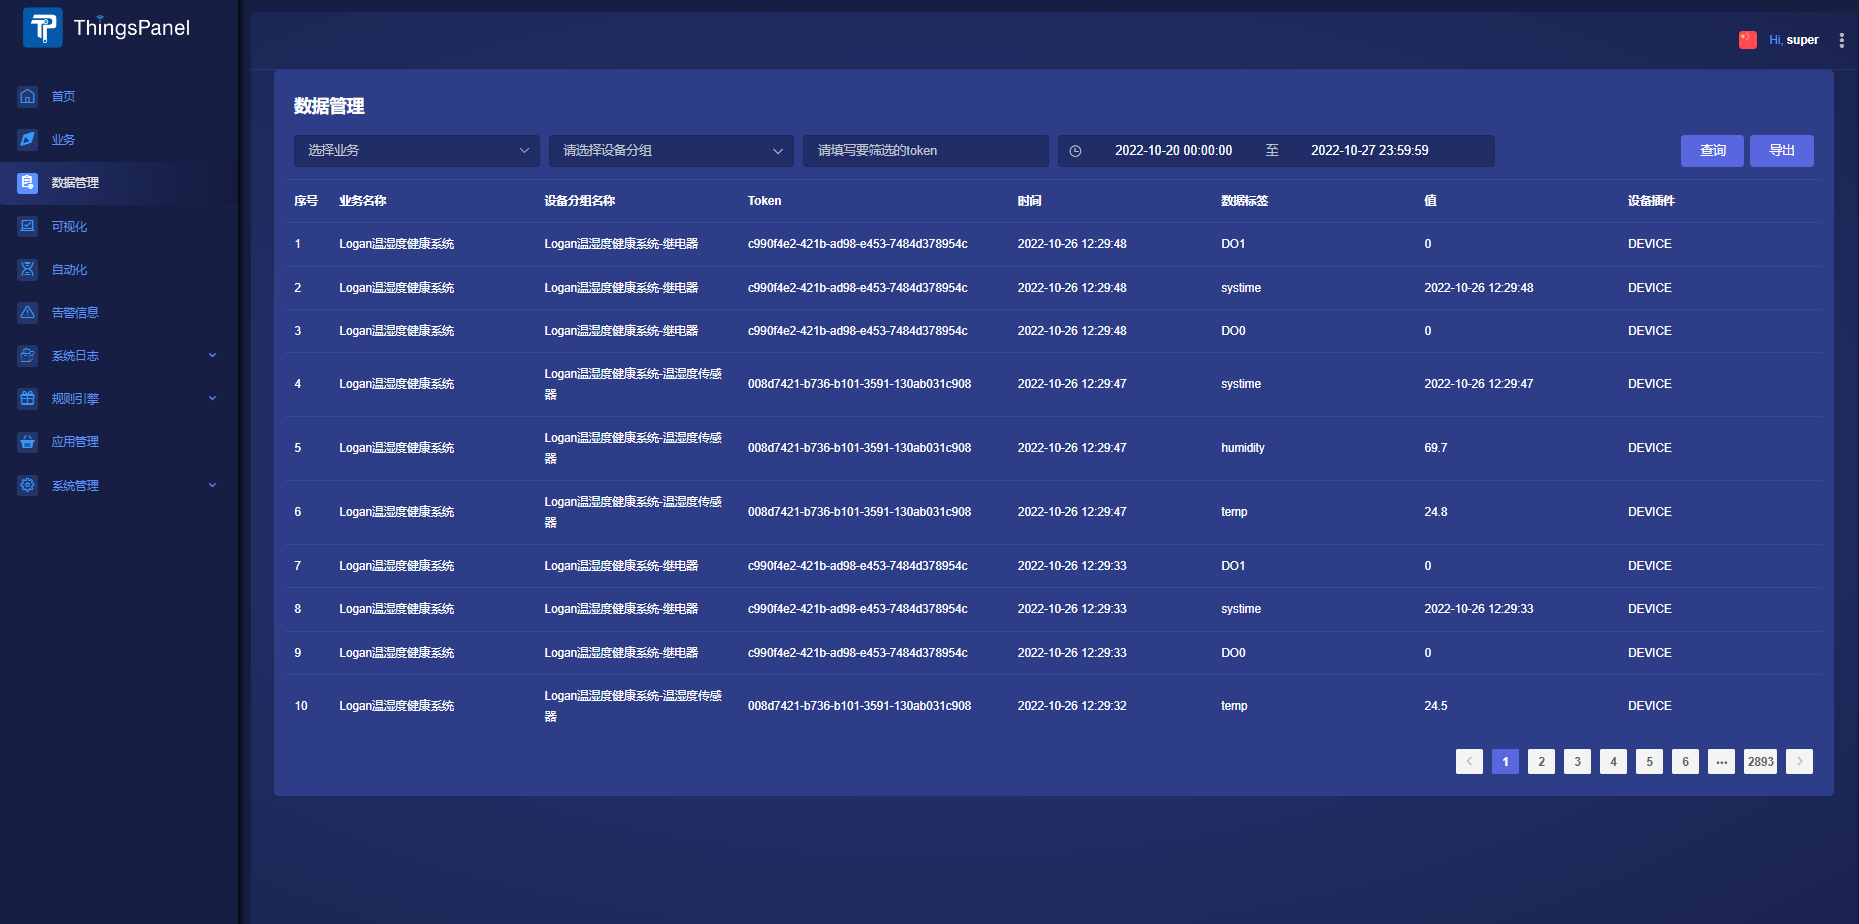 ThingsPanel
Hi, super
首页
业务
数据管理
可视化
自动化
告警信息
系统日志
规则引擎
应用管理
系统管理
数据管理
选择业务 请选择设备分组 请填写要筛选的token 2022-10-20 00:00:00 至 2022-10-27 23:59:59 查询 导出
序号 业务名称 设备分组名称 Token 时间 数据标签 值 设备插件
1 Logan温湿度健康系统 Logan温湿度健康系统-继电器 c990f4e2-421b-ad98-e453-7484d378954c 2022-10-26 12:29:48 DO1 0 DEVICE
2 Logan温湿度健康系统 Logan温湿度健康系统-继电器 c990f4e2-421b-ad98-e453-7484d378954c 2022-10-26 12:29:48 systime 2022-10-26 12:29:48 DEVICE
3 Logan温湿度健康系统 Logan温湿度健康系统-继电器 c990f4e2-421b-ad98-e453-7484d378954c 2022-10-26 12:29:48 DO0 0 DEVICE
4 Logan温湿度健康系统 Logan温湿度健康系统-温湿度传感器 008d7421-b736-b101-3591-130ab031c908 2022-10-26 12:29:47 systime 2022-10-26 12:29:47 DEVICE
5 Logan温湿度健康系统 Logan温湿度健康系统-温湿度传感器 008d7421-b736-b101-3591-130ab031c908 2022-10-26 12:29:47 humidity 69.7 DEVICE
6 Logan温湿度健康系统 Logan温湿度健康系统-温湿度传感器 008d7421-b736-b101-3591-130ab031c908 2022-10-26 12:29:47 temp 24.8 DEVICE
7 Logan温湿度健康系统 Logan温湿度健康系统-继电器 c990f4e2-421b-ad98-e453-7484d378954c 2022-10-26 12:29:33 DO1 0 DEVICE
8 Logan温湿度健康系统 Logan温湿度健康系统-继电器 c990f4e2-421b-ad98-e453-7484d378954c 2022-10-26 12:29:33 systime 2022-10-26 12:29:33 DEVICE
9 Logan温湿度健康系统 Logan温湿度健康系统-继电器 c990f4e2-421b-ad98-e453-7484d378954c 2022-10-26 12:29:33 DO0 0 DEVICE
10 Logan温湿度健康系统 Logan温湿度健康系统-温湿度传感器 008d7421-b736-b101-3591-130ab031c908 2022-10-26 12:29:32 temp 24.5 DEVICE
1 2 3 4 5 6 ··· 2893